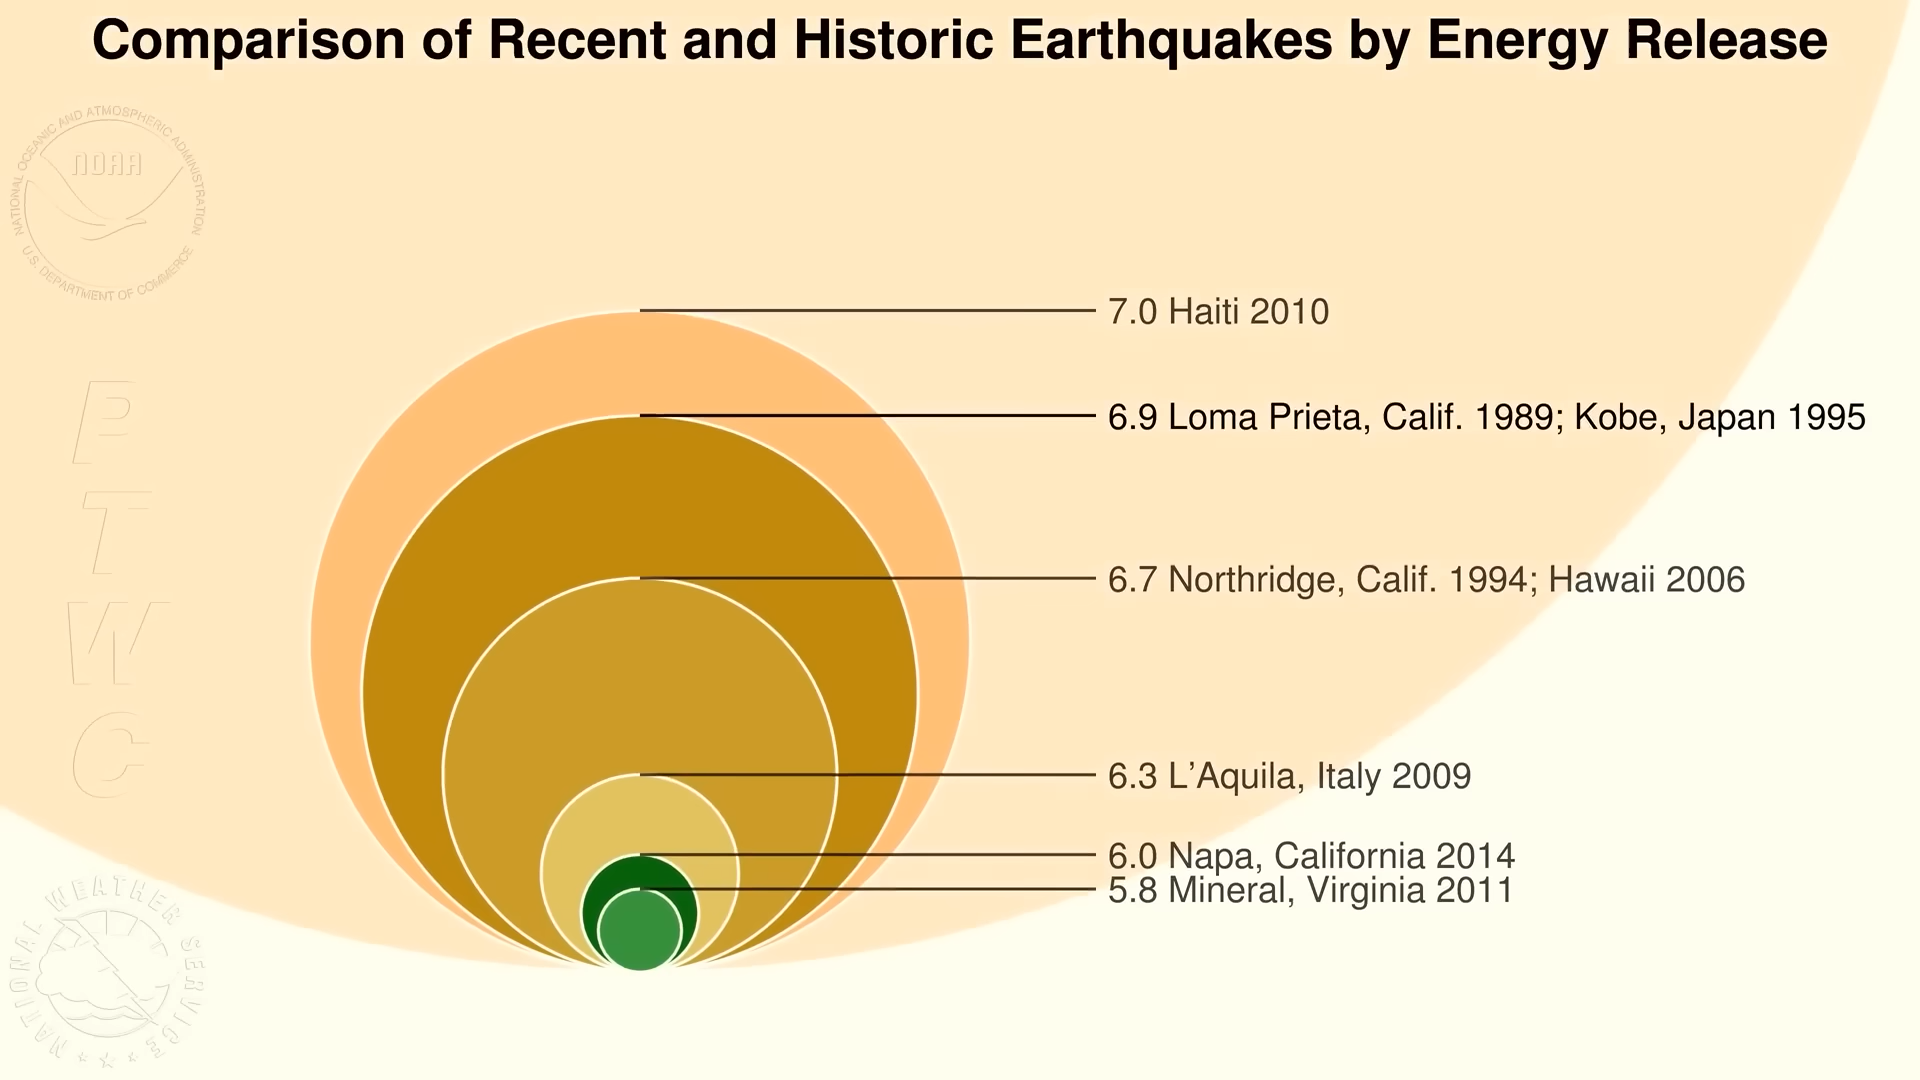 Comparison of Recent and Historic Earthquakes by Energy Release
NATIONAL OCEANIC AND ATMOSPHERIC ADMINISTRATION
NOAA
U.S. DEPARTMENT OF COMMERCE
7.0 Haiti 2010
6.9 Loma Prieta, Calif. 1989; Kobe, Japan 1995
6.7 Northridge, Calif. 1994; Hawaii 2006
6.3 L’Aquila, Italy 2009
6.0 Napa, California 2014
5.8 Mineral, Virginia 2011
P
T
W
C
NATIONAL WEATHER SERVICE